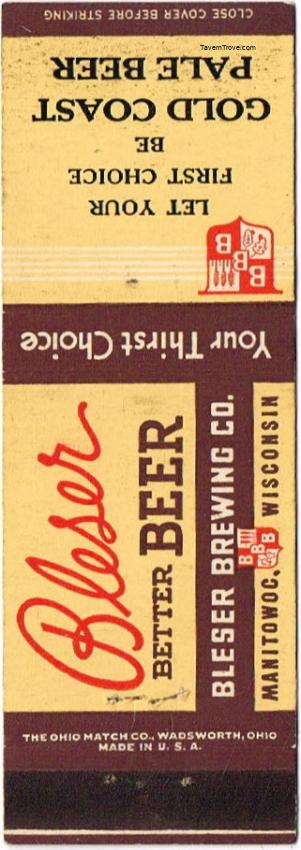 CLOSE COVER BEFORE STRIKING
TavernTrove.com
LET YOUR
FIRST CHOICE
BE
GOLD COAST
PALE BEER
BBB
Your Thirst Choice
Bleser
BETTER BEER
BLESER BREWING CO.
MANITOWOC, WISCONSIN
BBB
THE OHIO MATCH CO., WADSWORTH, OHIO
MADE IN U. S. A.